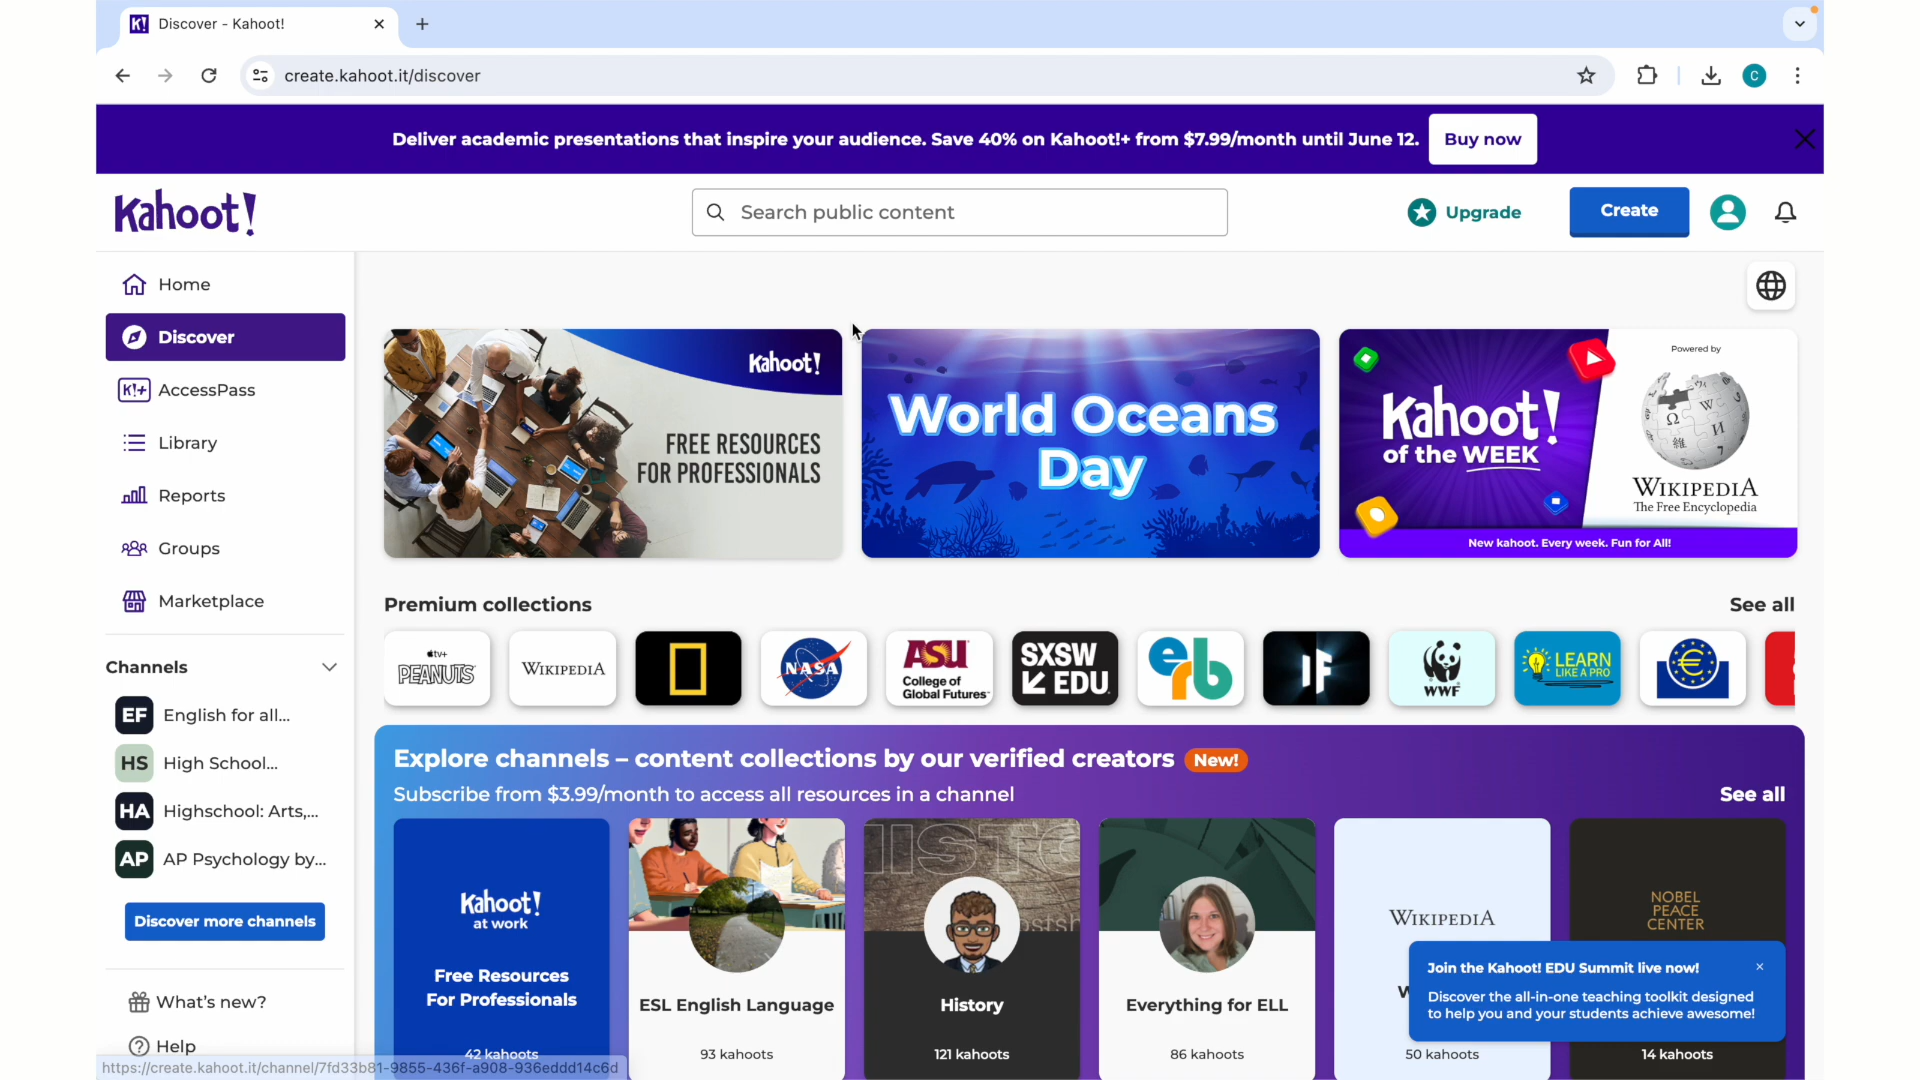 Discover - Kahoot!
create.kahoot.it/discover
C
Deliver academic presentations that inspire your audience. Save 40% on Kahoot!+ from $7.99/month until June 12.
Buy now
Kahoot!
Search public content
Upgrade
Create
Home
Discover
K!+ AccessPass
Library
Reports
Groups
Marketplace
Channels
EF English for all...
HS High School...
HA Highschool: Arts,...
AP AP Psychology by...
Discover more channels
What's new?
Help
https://create.kahoot.it/channel/7fd33b81-9855-436f-a908-936eddd14c6d
Kahoot!
FREE RESOURCES
FOR PROFESSIONALS
World Oceans
Day
Kahoot!
of the WEEK
Powered by
WIKIPEDIA
The Free Encyclopedia
New kahoot. Every week. Fun for All!
Premium collections
See all
tv+
PEANUTS
WIKIPEDIA
NASA
ASU
College of
Global Futures
SXSW
EDU
erb
IF
WWF
LEARN
LIKE A PRO
Explore channels – content collections by our verified creators
New!
Subscribe from $3.99/month to access all resources in a channel
See all
Kahoot!
at work
Free Resources
For Professionals
42 kahoots
ESL English Language
93 kahoots
History
121 kahoots
Everything for ELL
86 kahoots
WIKIPEDIA
50 kahoots
NOBEL
PEACE
CENTER
14 kahoots
Join the Kahoot! EDU Summit live now!
Discover the all-in-one teaching toolkit designed
to help you and your students achieve awesome!